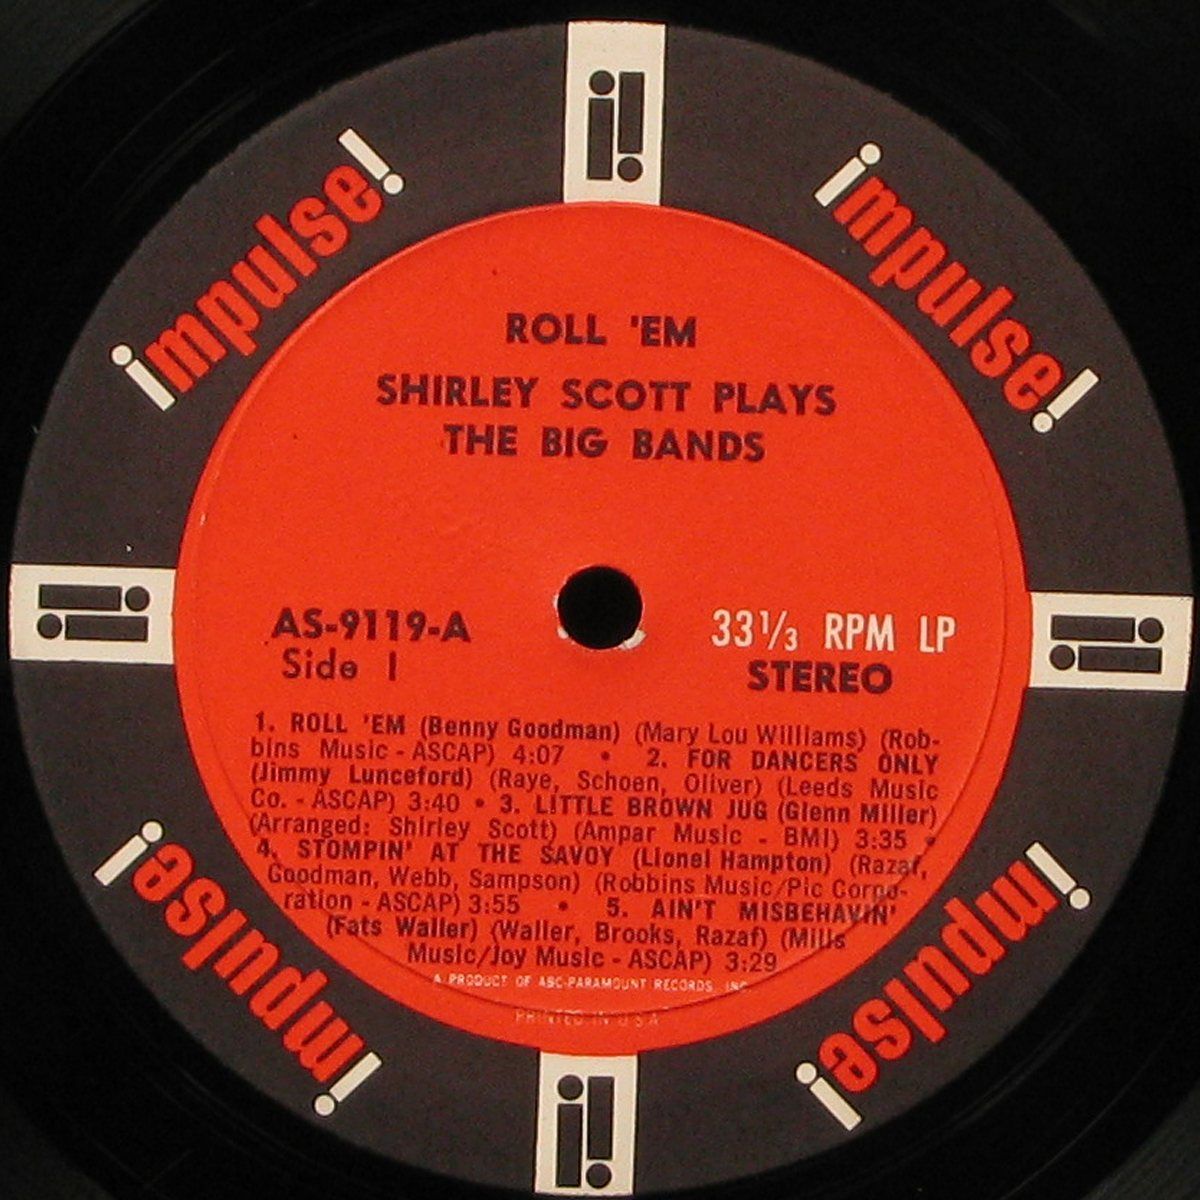 impulse!
impulse!
ROLL 'EM
SHIRLEY SCOTT PLAYS
THE BIG BANDS
AS-9119-A
Side 1
33 1/3 RPM LP
STEREO
1. ROLL 'EM (Benny Goodman) (Mary Lou Williams) (Rob-
bins Music - ASCAP) 4:07 • 2. FOR DANCERS ONLY
(Jimmy Lunceford) (Raye, Schoen, Oliver) (Leeds Music
Co. - ASCAP) 3:40 • 3. LITTLE BROWN JUG (Glenn Miller)
(Arranged: Shirley Scott) (Ampar Music - BMI) 3:35 •
4. STOMPIN' AT THE SAVOY (Lionel Hampton) (Razaf,
Goodman, Webb, Sampson) (Robbins Music/Pic Corpo-
ration - ASCAP) 3:55 • 5. AIN'T MISBEHAVIN'
(Fats Waller) (Waller, Brooks, Razaf) (Mills
Music/Joy Music - ASCAP) 3:29
A PRODUCT OF ABC-PARAMOUNT RECORDS, INC.
PRINTED IN U.S.A.
impulse!
impulse!